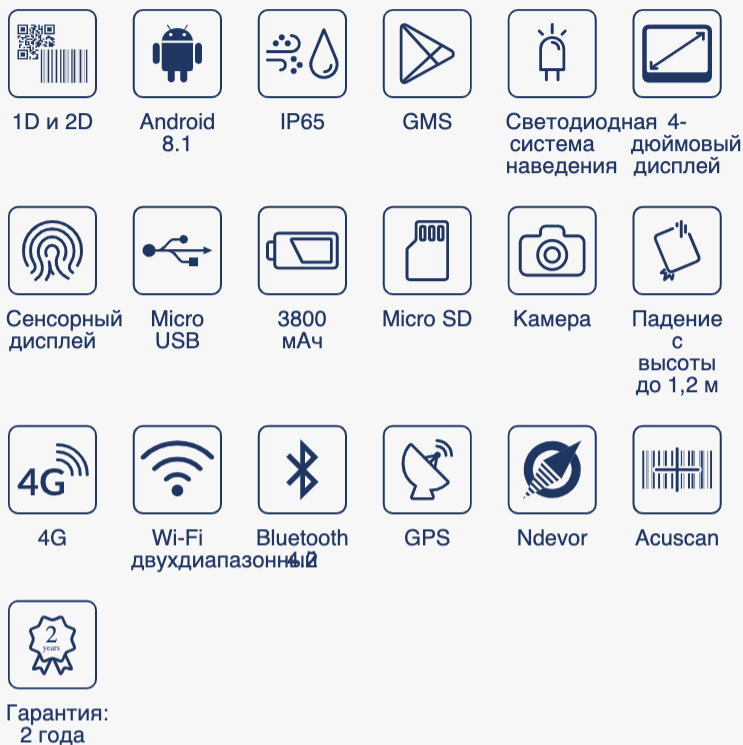 1D и 2D
Android
8.1
IP65
GMS
Светодиодная
система
наведения
4-
дюймовый
дисплей
Сенсорный
дисплей
Micro
USB
3800
мАч
Micro SD
Камера
Падение
с
высоты
до 1,2 м
4G
4G
Wi-Fi
двухдиапазонный
Bluetooth
4.2
GPS
Ndevor
Acuscan
2
years
Гарантия:
2 года